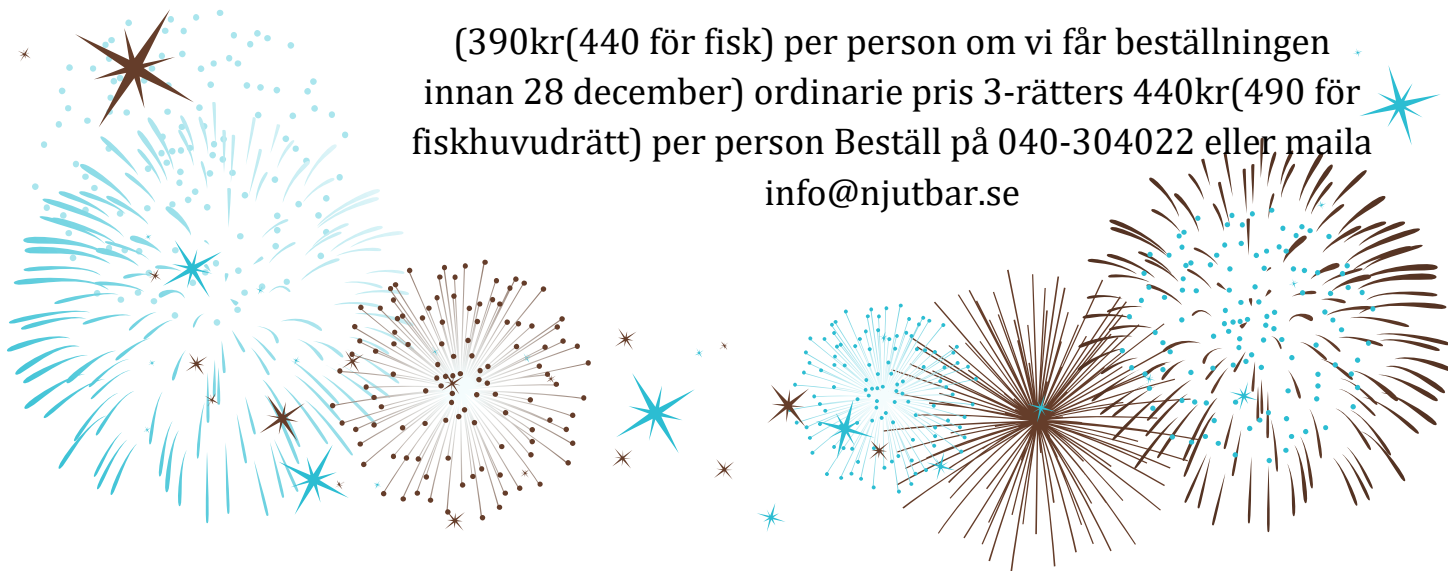 (390kr(440 för fisk) per person om vi får beställningen
innan 28 december) ordinarie pris 3-rätters 440kr(490 för
fiskhuvudrätt) per person Beställ på 040-304022 eller maila
info@njutbar.se